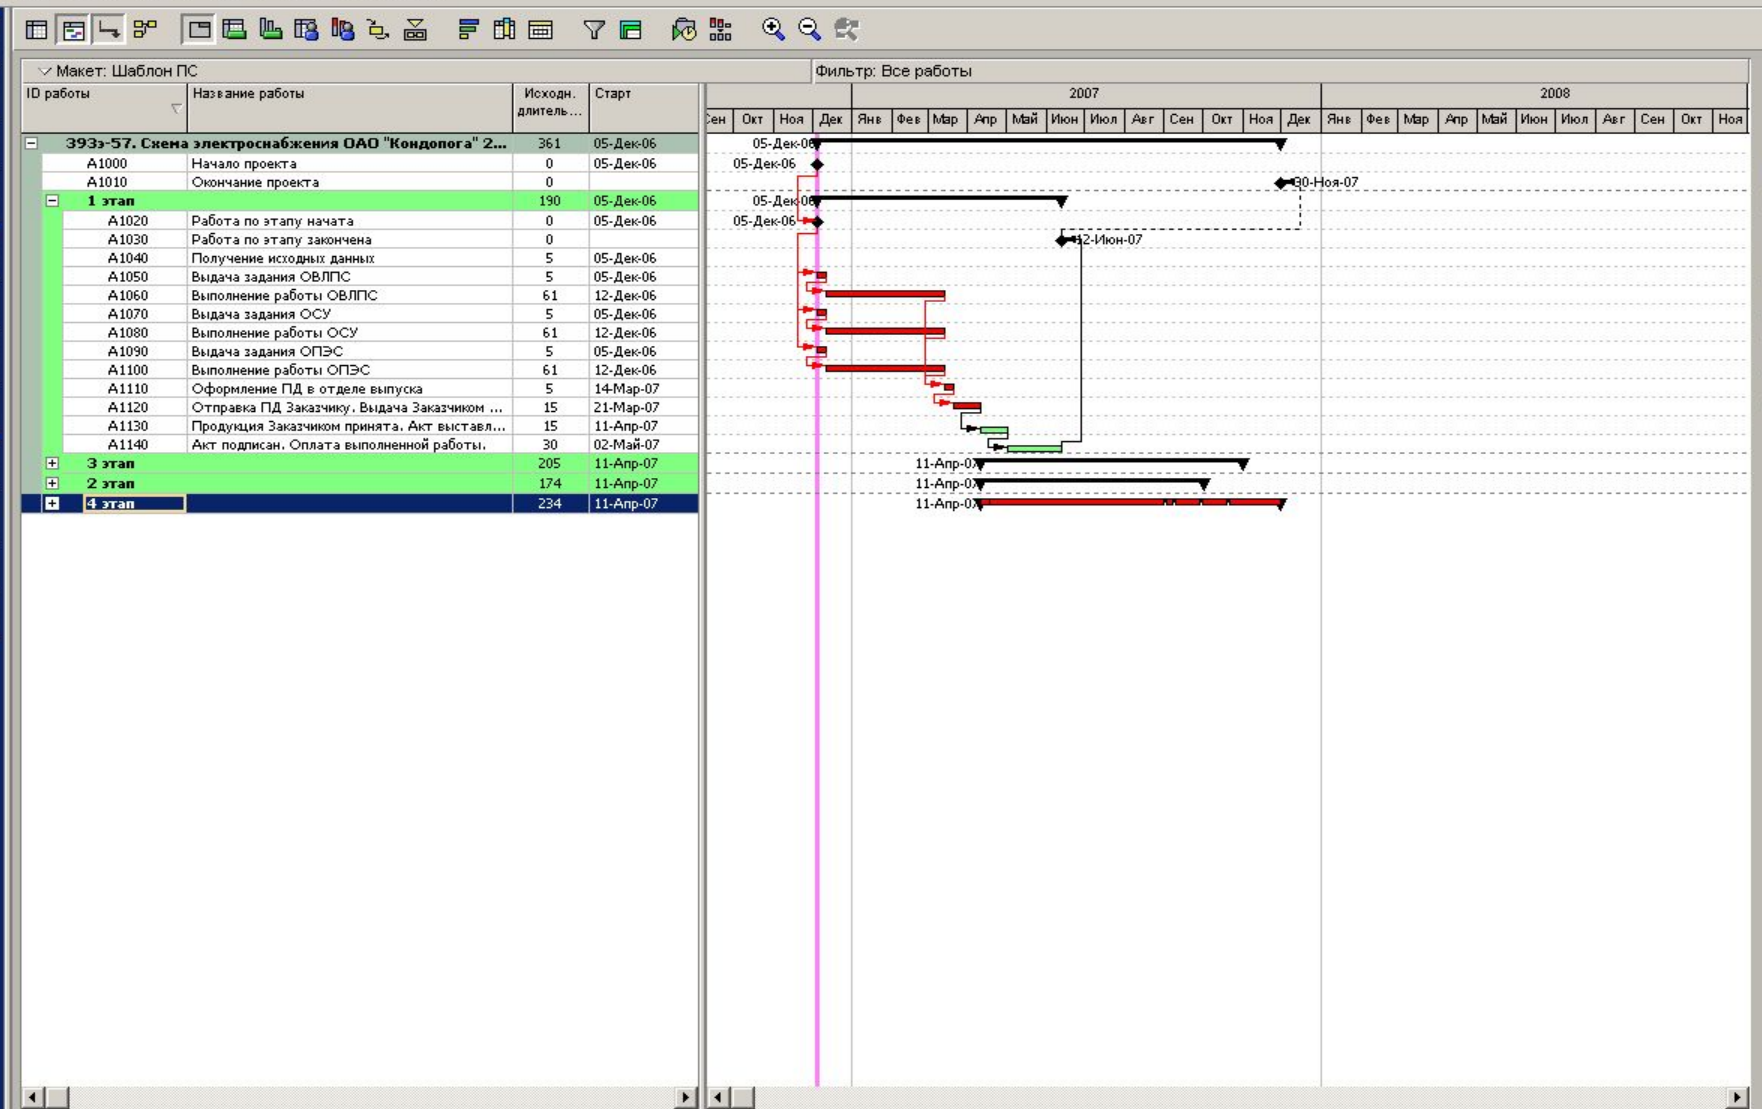 Макет: Шаблон ПС
Фильтр: Все работы
ID работы Название работы Исходн. длитель... Старт
2007 2008
Сен Окт Ноя Дек Янв Фев Мар Апр Май Июн Июл Авг Сен Окт Ноя Дек Янв Фев Мар Апр Май Июн Июл Авг Сен Окт Ноя
393э-57. Схема электроснабжения ОАО "Кондопога" 2... 361 05-Дек-06 05-Дек-06
A1000 Начало проекта 0 05-Дек-06 05-Дек-06
A1010 Окончание проекта 0 30-Ноя-07
1 этап 190 05-Дек-06 05-Дек-06
A1020 Работа по этапу начата 0 05-Дек-06 05-Дек-06
A1030 Работа по этапу закончена 0 12-Июн-07
A1040 Получение исходных данных 5 05-Дек-06
A1050 Выдача задания ОВЛПС 5 05-Дек-06
A1060 Выполнение работы ОВЛПС 61 12-Дек-06
A1070 Выдача задания ОСУ 5 05-Дек-06
A1080 Выполнение работы ОСУ 61 12-Дек-06
A1090 Выдача задания ОПЭС 5 05-Дек-06
A1100 Выполнение работы ОПЭС 61 12-Дек-06
A1110 Оформление ПД в отделе выпуска 5 14-Мар-07
A1120 Отправка ПД Заказчику. Выдача Заказчиком ... 15 21-Мар-07
A1130 Продукция Заказчиком принята. Акт выставл... 15 11-Апр-07
A1140 Акт подписан. Оплата выполненной работы. 30 02-Май-07
3 этап 205 11-Апр-07 11-Апр-07
2 этап 174 11-Апр-07 11-Апр-07
4 этап 234 11-Апр-07 11-Апр-07